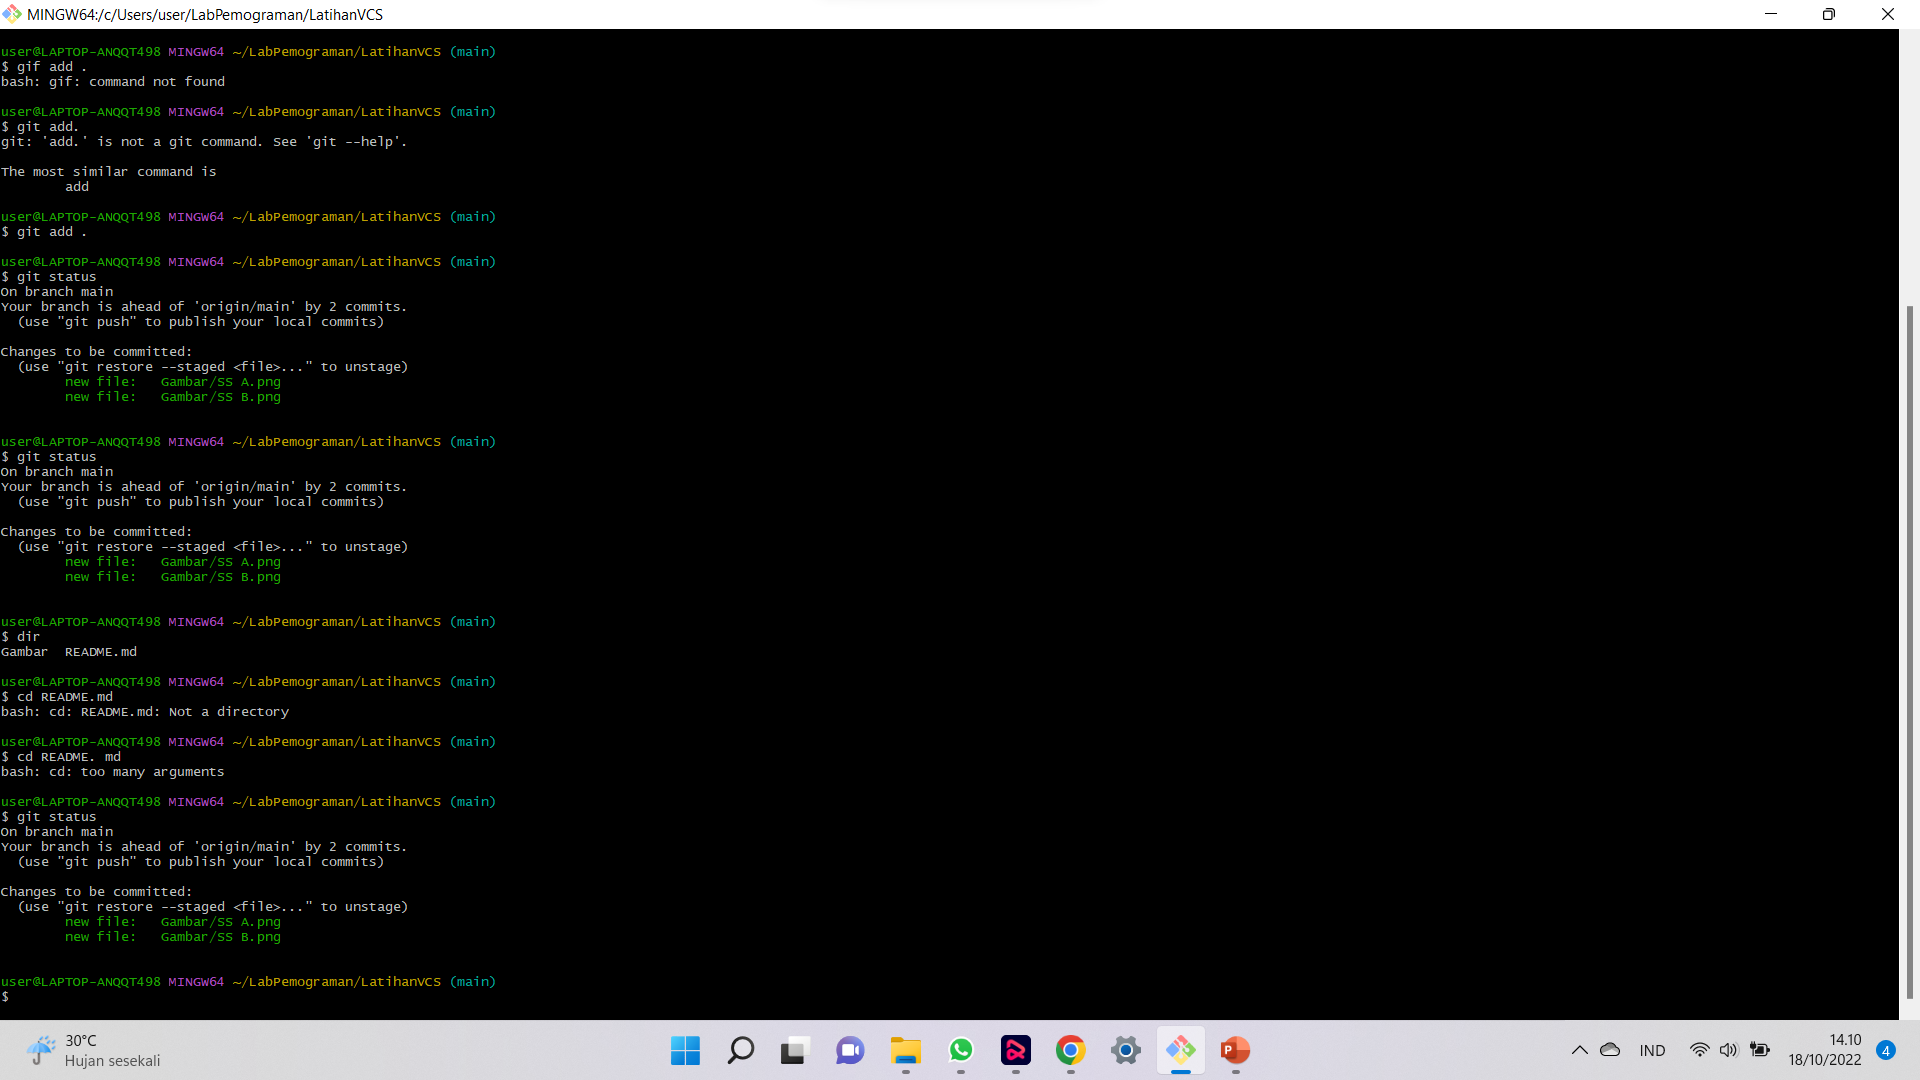 MINGW64:/c/Users/user/LabPemograman/LatihanVCS
user@LAPTOP-ANQQT498 MINGW64 ~/LabPemograman/LatihanVCS (main)
$ gif add .
bash: gif: command not found
user@LAPTOP-ANQQT498 MINGW64 ~/LabPemograman/LatihanVCS (main)
$ git add.
git: 'add.' is not a git command. See 'git --help'.
The most similar command is
add
user@LAPTOP-ANQQT498 MINGW64 ~/LabPemograman/LatihanVCS (main)
$ git add .
user@LAPTOP-ANQQT498 MINGW64 ~/LabPemograman/LatihanVCS (main)
$ git status
On branch main
Your branch is ahead of 'origin/main' by 2 commits.
(use "git push" to publish your local commits)
Changes to be committed:
(use "git restore --staged <file>..." to unstage)
new file:   Gambar/SS A.png
new file:   Gambar/SS B.png
user@LAPTOP-ANQQT498 MINGW64 ~/LabPemograman/LatihanVCS (main)
$ git status
On branch main
Your branch is ahead of 'origin/main' by 2 commits.
(use "git push" to publish your local commits)
Changes to be committed:
(use "git restore --staged <file>..." to unstage)
new file:   Gambar/SS A.png
new file:   Gambar/SS B.png
user@LAPTOP-ANQQT498 MINGW64 ~/LabPemograman/LatihanVCS (main)
$ dir
Gambar  README.md
user@LAPTOP-ANQQT498 MINGW64 ~/LabPemograman/LatihanVCS (main)
$ cd README.md
bash: cd: README.md: Not a directory
user@LAPTOP-ANQQT498 MINGW64 ~/LabPemograman/LatihanVCS (main)
$ cd README. md
bash: cd: too many arguments
user@LAPTOP-ANQQT498 MINGW64 ~/LabPemograman/LatihanVCS (main)
$ git status
On branch main
Your branch is ahead of 'origin/main' by 2 commits.
(use "git push" to publish your local commits)
Changes to be committed:
(use "git restore --staged <file>..." to unstage)
new file:   Gambar/SS A.png
new file:   Gambar/SS B.png
user@LAPTOP-ANQQT498 MINGW64 ~/LabPemograman/LatihanVCS (main)
$
30°C
Hujan sesekali
P
IND
14.10
18/10/2022
4